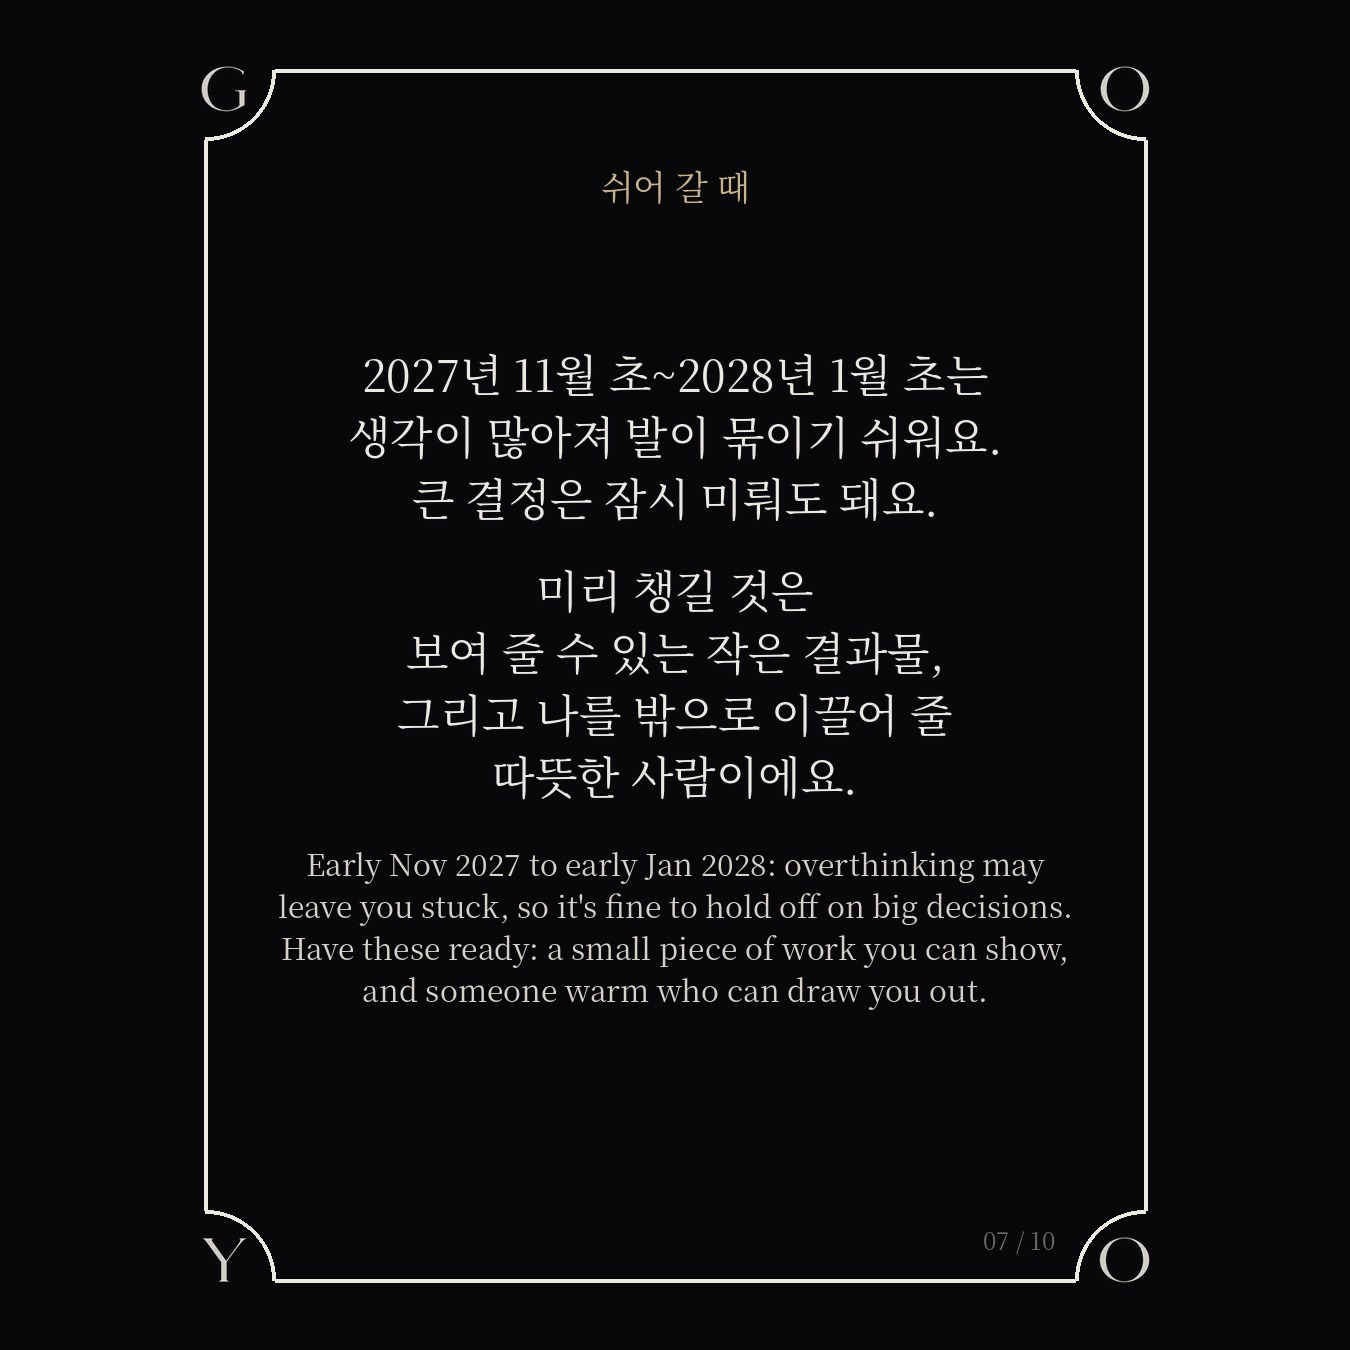 G O
쉬어 갈 때
2027년 11월 초~2028년 1월 초는
생각이 많아져 발이 묶이기 쉬워요.
큰 결정은 잠시 미뤄도 돼요.
미리 챙길 것은
보여 줄 수 있는 작은 결과물,
그리고 나를 밖으로 이끌어 줄
따뜻한 사람이에요.
Early Nov 2027 to early Jan 2028: overthinking may
leave you stuck, so it's fine to hold off on big decisions.
Have these ready: a small piece of work you can show,
and someone warm who can draw you out.
07 / 10
Y O